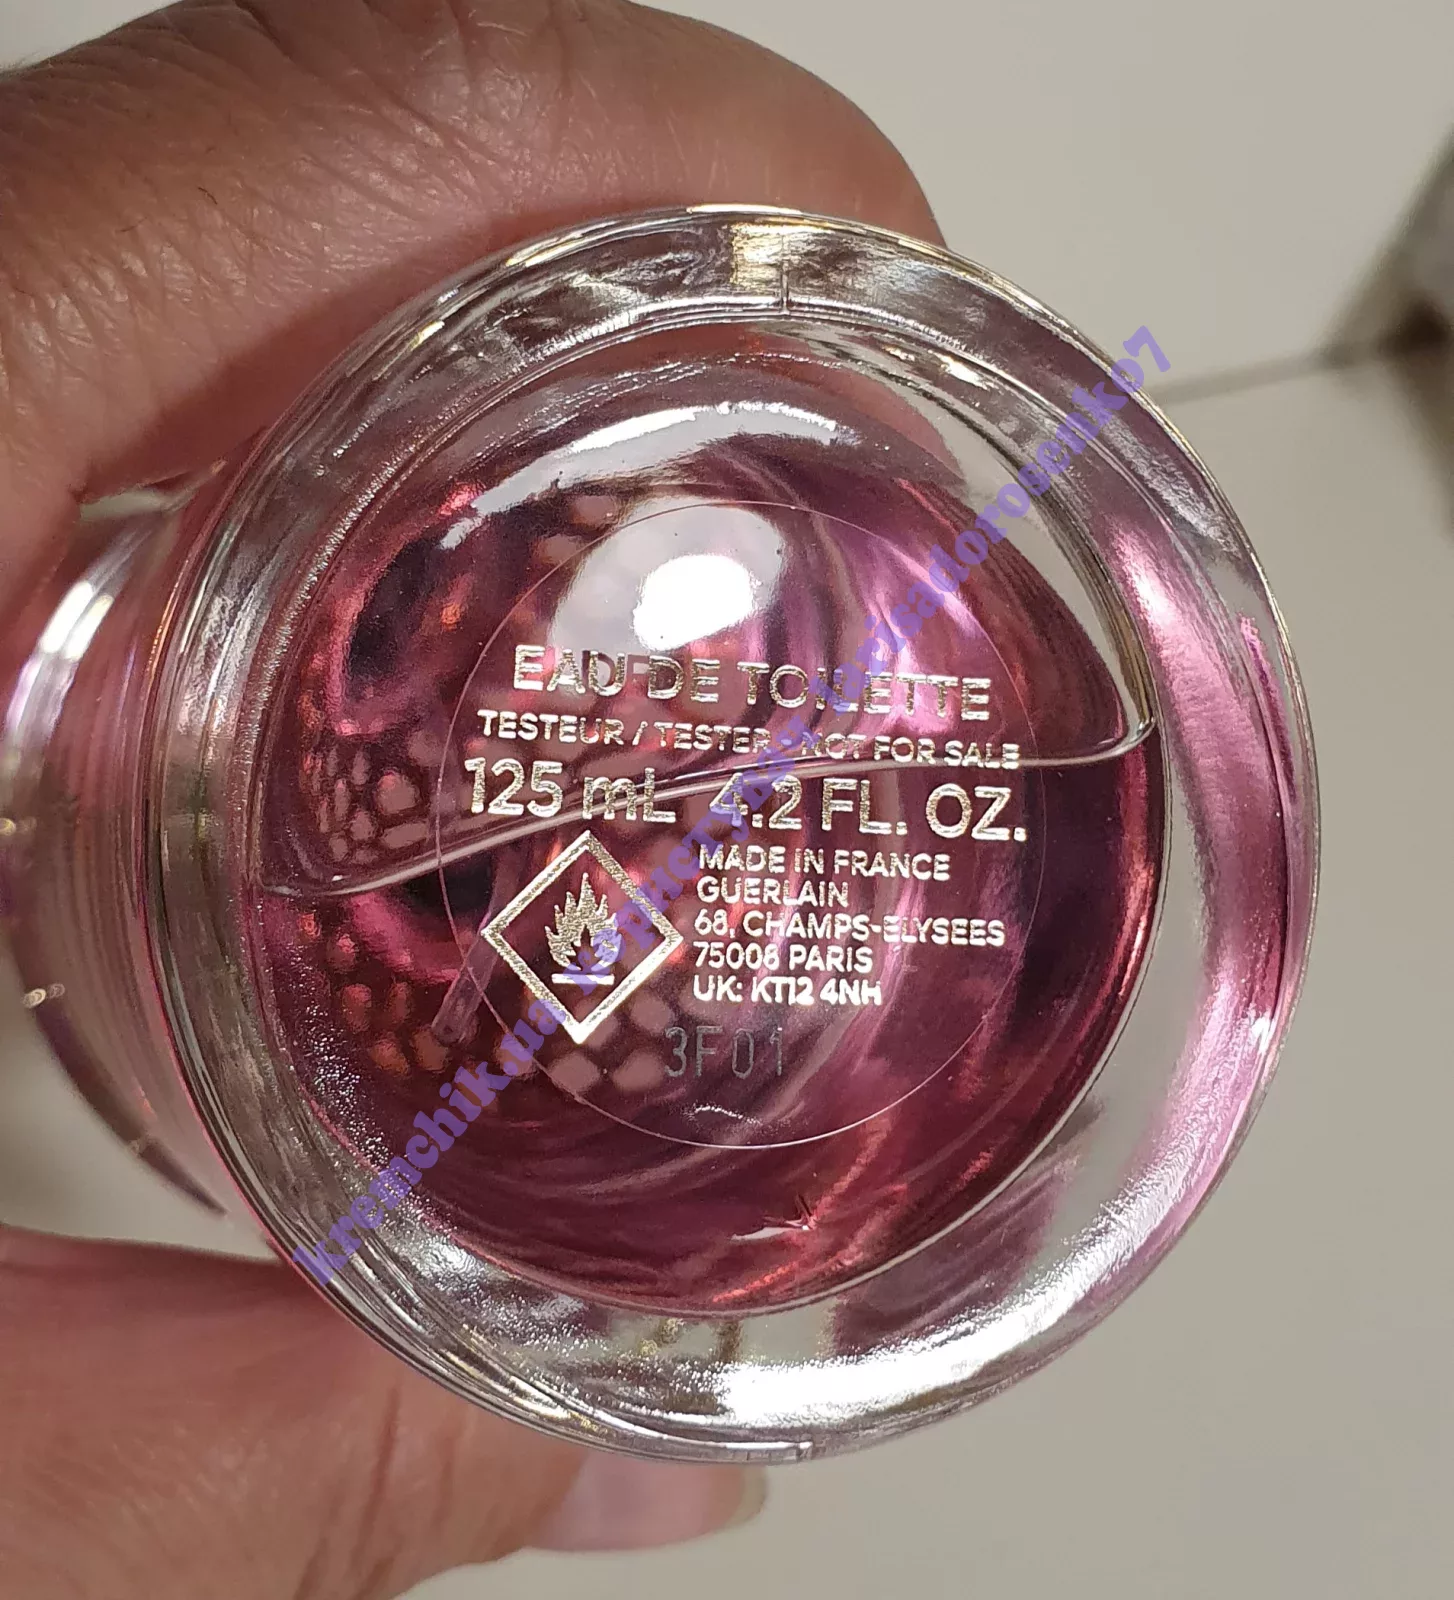 EAU DE TOILETTE
TESTEUR / TESTER - NOT FOR SALE
125 mL 4.2 FL. OZ.
MADE IN FRANCE
GUERLAIN
68, CHAMPS-ELYSEES
75008 PARIS
UK: KT12 4NH
3F01